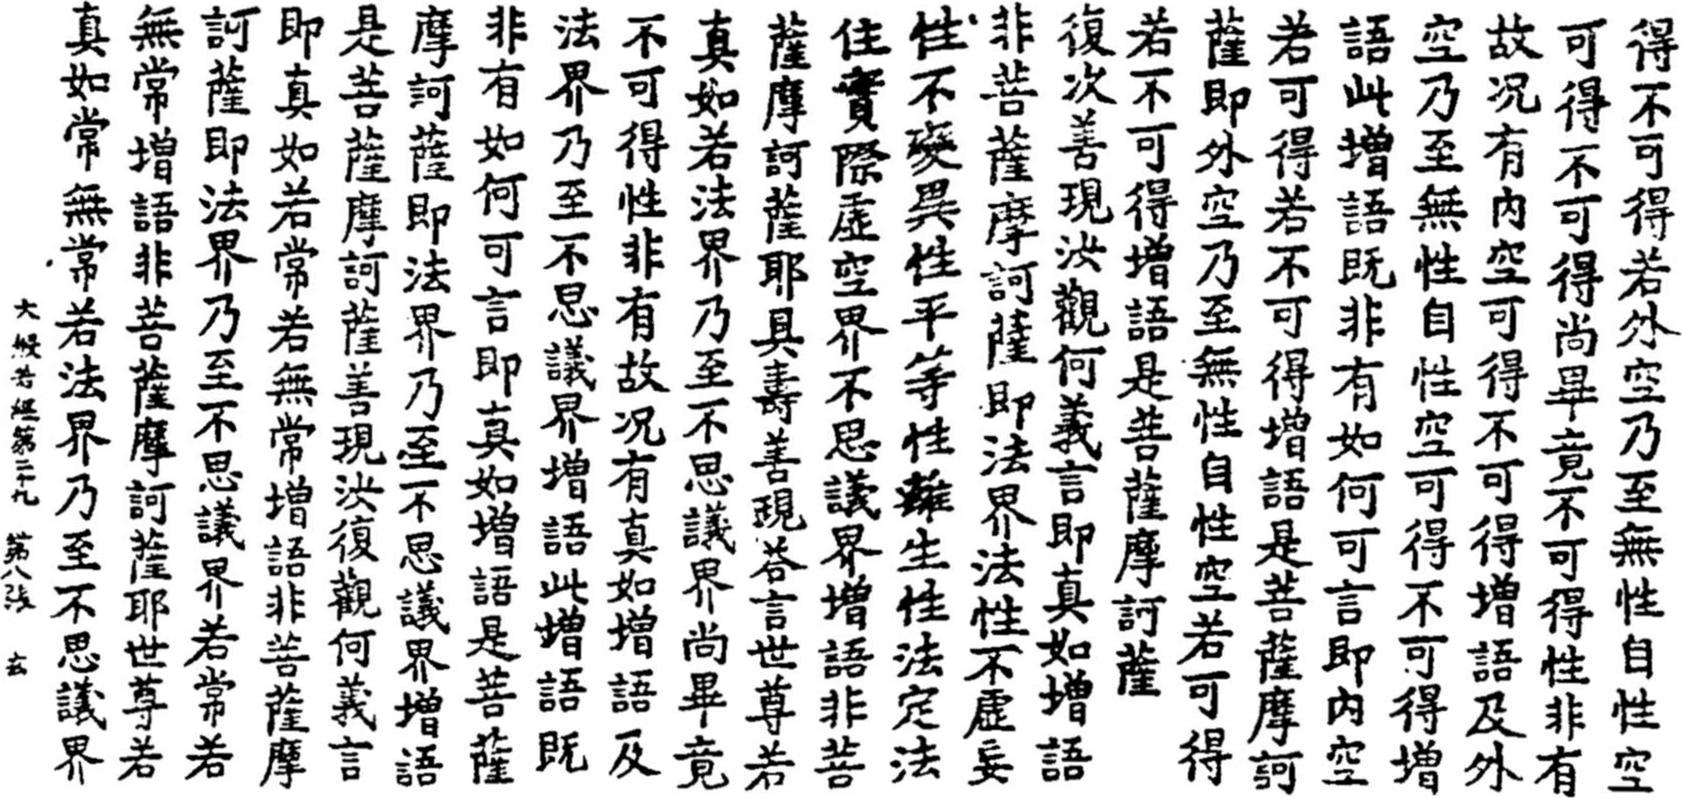 得不可得若外空乃至無性自性空
可得不可得尚畢竟不可得性非有
故況有内空可得不可得增語及外
空乃至無性自性空可得不可得增
語此增語既非有如何可言即内空
若可得若不可得增語是菩薩摩訶
薩即外空乃至無性自性空若可得
若不可得增語是菩薩摩訶薩
復次善現汝觀何義言即真如增語
非菩薩摩訶薩即法界法性不虛妄
性不變異性平等性離生性法定法
住實際虛空界不思議界增語非菩
薩摩訶薩耶具壽善現荅言世尊若
真如若法界乃至不思議界尚畢竟
不可得性非有故況有真如增語及
法界乃至不思議界增語此增語既
非有如何可言即真如增語是菩薩
摩訶薩即法界乃至不思議界增語
是菩薩摩訶薩善現汝復觀何義言
即真如若常若無常增語非菩薩摩
訶薩即法界乃至不思議界若常若
無常增語非菩薩摩訶薩耶世尊若
真如常無常若法界乃至不思議界
大般若經第二十九 第八張 玄